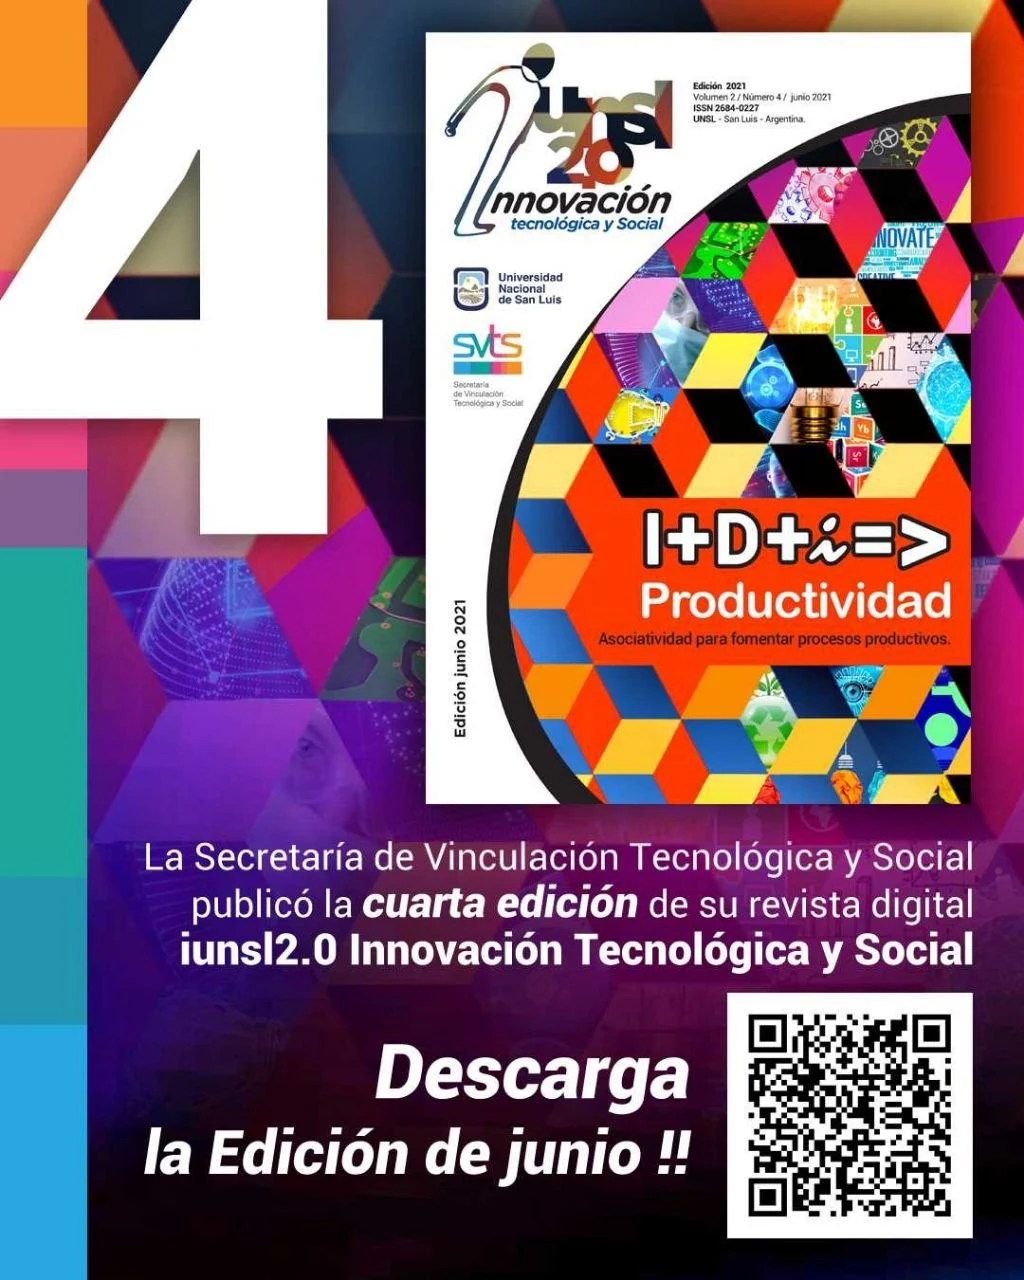 4
iunsl
2.0
Innovación
tecnológica y Social
Edición 2021
Volumen 2 / Número 4 / junio 2021
ISSN 2684-0227
UNSL - San Luis - Argentina.
Universidad
Nacional
de San Luis
svts
Secretaría
de Vinculación
Tecnológica y Social
INNOVATE
CREATIVE
Yb
Sr
I+D+i=>
Productividad
Asociatividad para fomentar procesos productivos.
Edición junio 2021
La Secretaría de Vinculación Tecnológica y Social
publicó la cuarta edición de su revista digital
iunsl2.0 Innovación Tecnológica y Social
Descarga
la Edición de junio !!